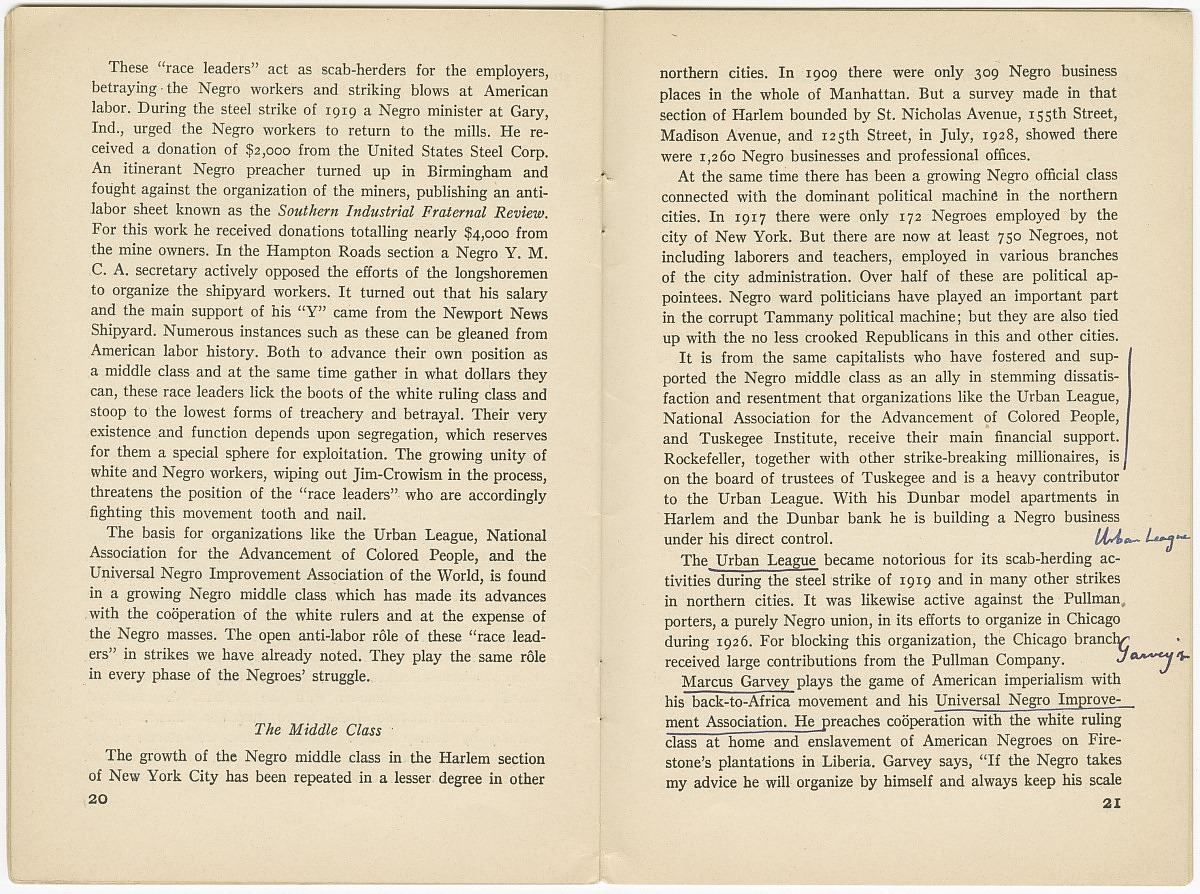 These "race leaders" act as scab-herders for the employers,
betraying the Negro workers and striking blows at American
labor. During the steel strike of 1919 a Negro minister at Gary,
Ind., urged the Negro workers to return to the mills. He re-
ceived a donation of $2,000 from the United States Steel Corp.
An itinerant Negro preacher turned up in Birmingham and
fought against the organization of the miners, publishing an anti-
labor sheet known as the Southern Industrial Fraternal Review.
For this work he received donations totalling nearly $4,000 from
the mine owners. In the Hampton Roads section a Negro Y. M.
C. A. secretary actively opposed the efforts of the longshoremen
to organize the shipyard workers. It turned out that his salary
and the main support of his "Y" came from the Newport News
Shipyard. Numerous instances such as these can be gleaned from
American labor history. Both to advance their own position as
a middle class and at the same time gather in what dollars they
can, these race leaders lick the boots of the white ruling class and
stoop to the lowest forms of treachery and betrayal. Their very
existence and function depends upon segregation, which reserves
for them a special sphere for exploitation. The growing unity of
white and Negro workers, wiping out Jim-Crowism in the process,
threatens the position of the "race leaders" who are accordingly
fighting this movement tooth and nail.
The basis for organizations like the Urban League, National
Association for the Advancement of Colored People, and the
Universal Negro Improvement Association of the World, is found
in a growing Negro middle class which has made its advances
with the coöperation of the white rulers and at the expense of
the Negro masses. The open anti-labor rôle of these "race lead-
ers" in strikes we have already noted. They play the same rôle
in every phase of the Negroes' struggle.
The Middle Class
The growth of the Negro middle class in the Harlem section
of New York City has been repeated in a lesser degree in other
20
northern cities. In 1909 there were only 309 Negro business
places in the whole of Manhattan. But a survey made in that
section of Harlem bounded by St. Nicholas Avenue, 155th Street,
Madison Avenue, and 125th Street, in July, 1928, showed there
were 1,260 Negro businesses and professional offices.
At the same time there has been a growing Negro official class
connected with the dominant political machine in the northern
cities. In 1917 there were only 172 Negroes employed by the
city of New York. But there are now at least 750 Negroes, not
including laborers and teachers, employed in various branches
of the city administration. Over half of these are political ap-
pointees. Negro ward politicians have played an important part
in the corrupt Tammany political machine; but they are also tied
up with the no less crooked Republicans in this and other cities.
It is from the same capitalists who have fostered and sup-
ported the Negro middle class as an ally in stemming dissatis-
faction and resentment that organizations like the Urban League,
National Association for the Advancement of Colored People,
and Tuskegee Institute, receive their main financial support.
Rockefeller, together with other strike-breaking millionaires, is
on the board of trustees of Tuskegee and is a heavy contributor
to the Urban League. With his Dunbar model apartments in
Harlem and the Dunbar bank he is building a Negro business
under his direct control.
Urban League
The Urban League became notorious for its scab-herding ac-
tivities during the steel strike of 1919 and in many other strikes
in northern cities. It was likewise active against the Pullman
porters, a purely Negro union, in its efforts to organize in Chicago
during 1926. For blocking this organization, the Chicago branch
received large contributions from the Pullman Company.
Marcus Garvey plays the game of American imperialism with
his back-to-Africa movement and his Universal Negro Improve-
ment Association. He preaches coöperation with the white ruling
class at home and enslavement of American Negroes on Fire-
stone's plantations in Liberia. Garvey says, "If the Negro takes
my advice he will organize by himself and always keep his scale
21